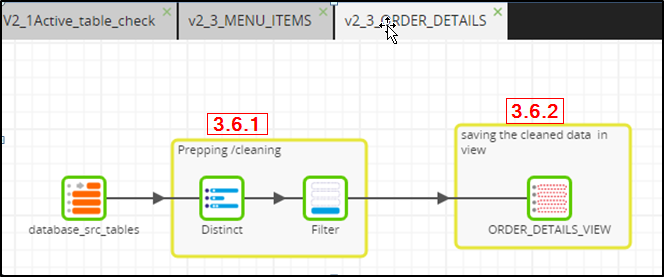 V2_1Active_table_check
v2_3_MENU_ITEMS
v2_3_ORDER_DETAILS
3.6.1
3.6.2
Prepping /cleaning
saving the cleaned data in
view
database_src_tables
Distinct
Filter
ORDER_DETAILS_VIEW